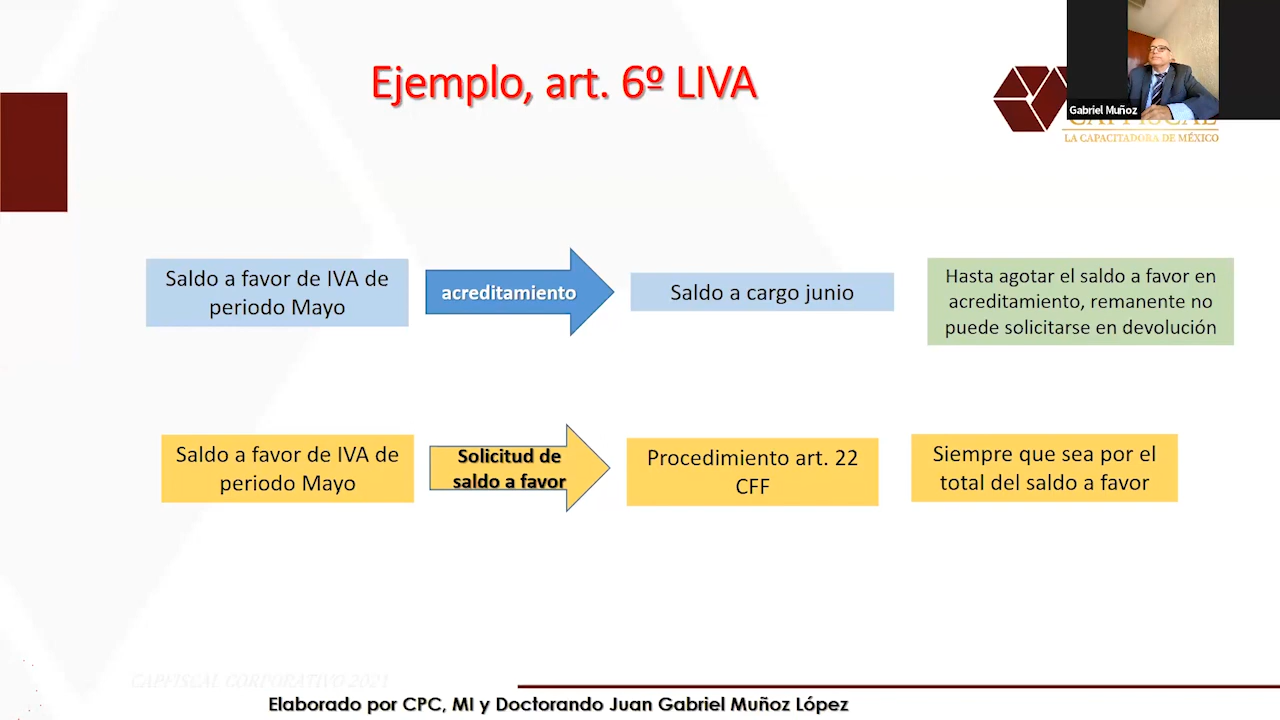 Ejemplo, art. 6º LIVA
Gabriel Muñoz
CAPFISCAL
LA CAPACITADORA DE MÉXICO
Saldo a favor de IVA de
periodo Mayo
acreditamiento
Saldo a cargo junio
Hasta agotar el saldo a favor en
acreditamiento, remanente no
puede solicitarse en devolución
Saldo a favor de IVA de
periodo Mayo
Solicitud de
saldo a favor
Procedimiento art. 22
CFF
Siempre que sea por el
total del saldo a favor
CAPFISCAL CORPORATIVO 2021
Elaborado por CPC, MI y Doctorando Juan Gabriel Muñoz López